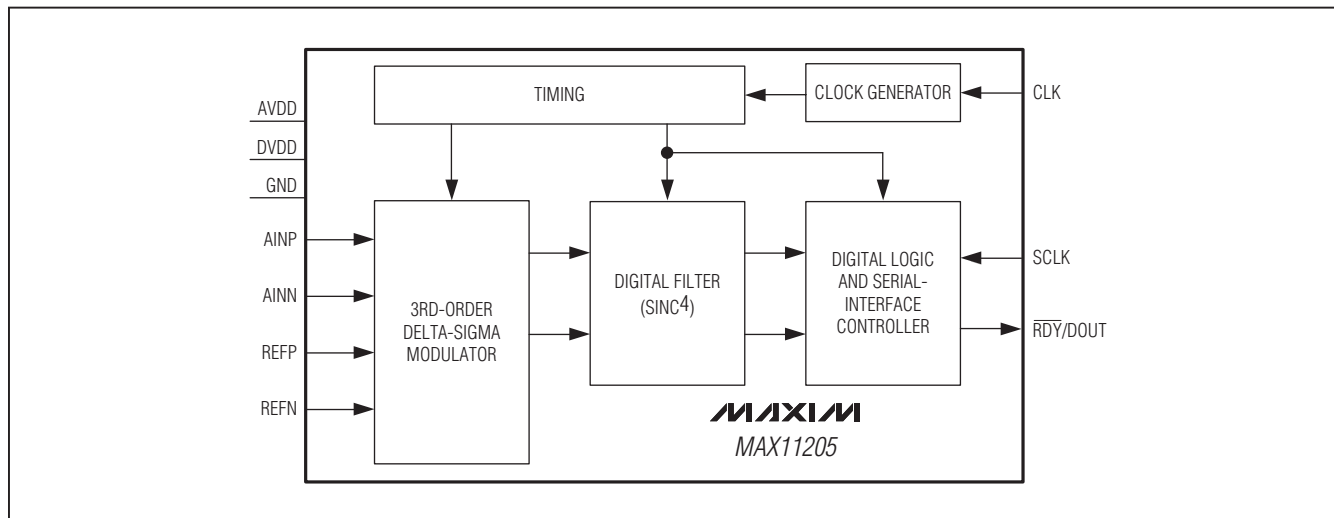 TIMING
CLOCK GENERATOR
CLK
AVDD
DVDD
GND
AINP
AINN
REFP
REFN
3RD-ORDER
DELTA-SIGMA
MODULATOR
DIGITAL FILTER
(SINC4)
DIGITAL LOGIC
AND SERIAL-
INTERFACE
CONTROLLER
SCLK
R̅D̅Y̅/DOUT
MAXIM
MAX11205